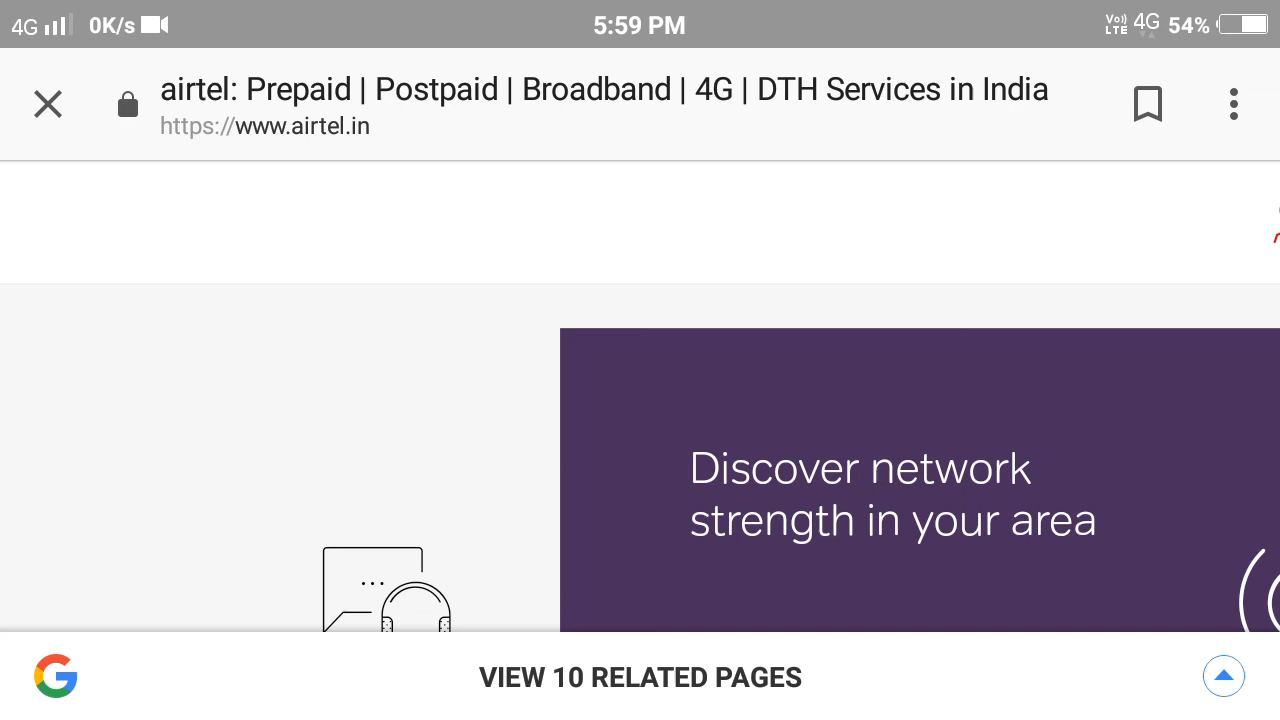 4G 0K/s 5:59 PM Vo)) LTE 4G 54%
airtel: Prepaid | Postpaid | Broadband | 4G | DTH Services in India
https://www.airtel.in
Discover network
strength in your area
VIEW 10 RELATED PAGES